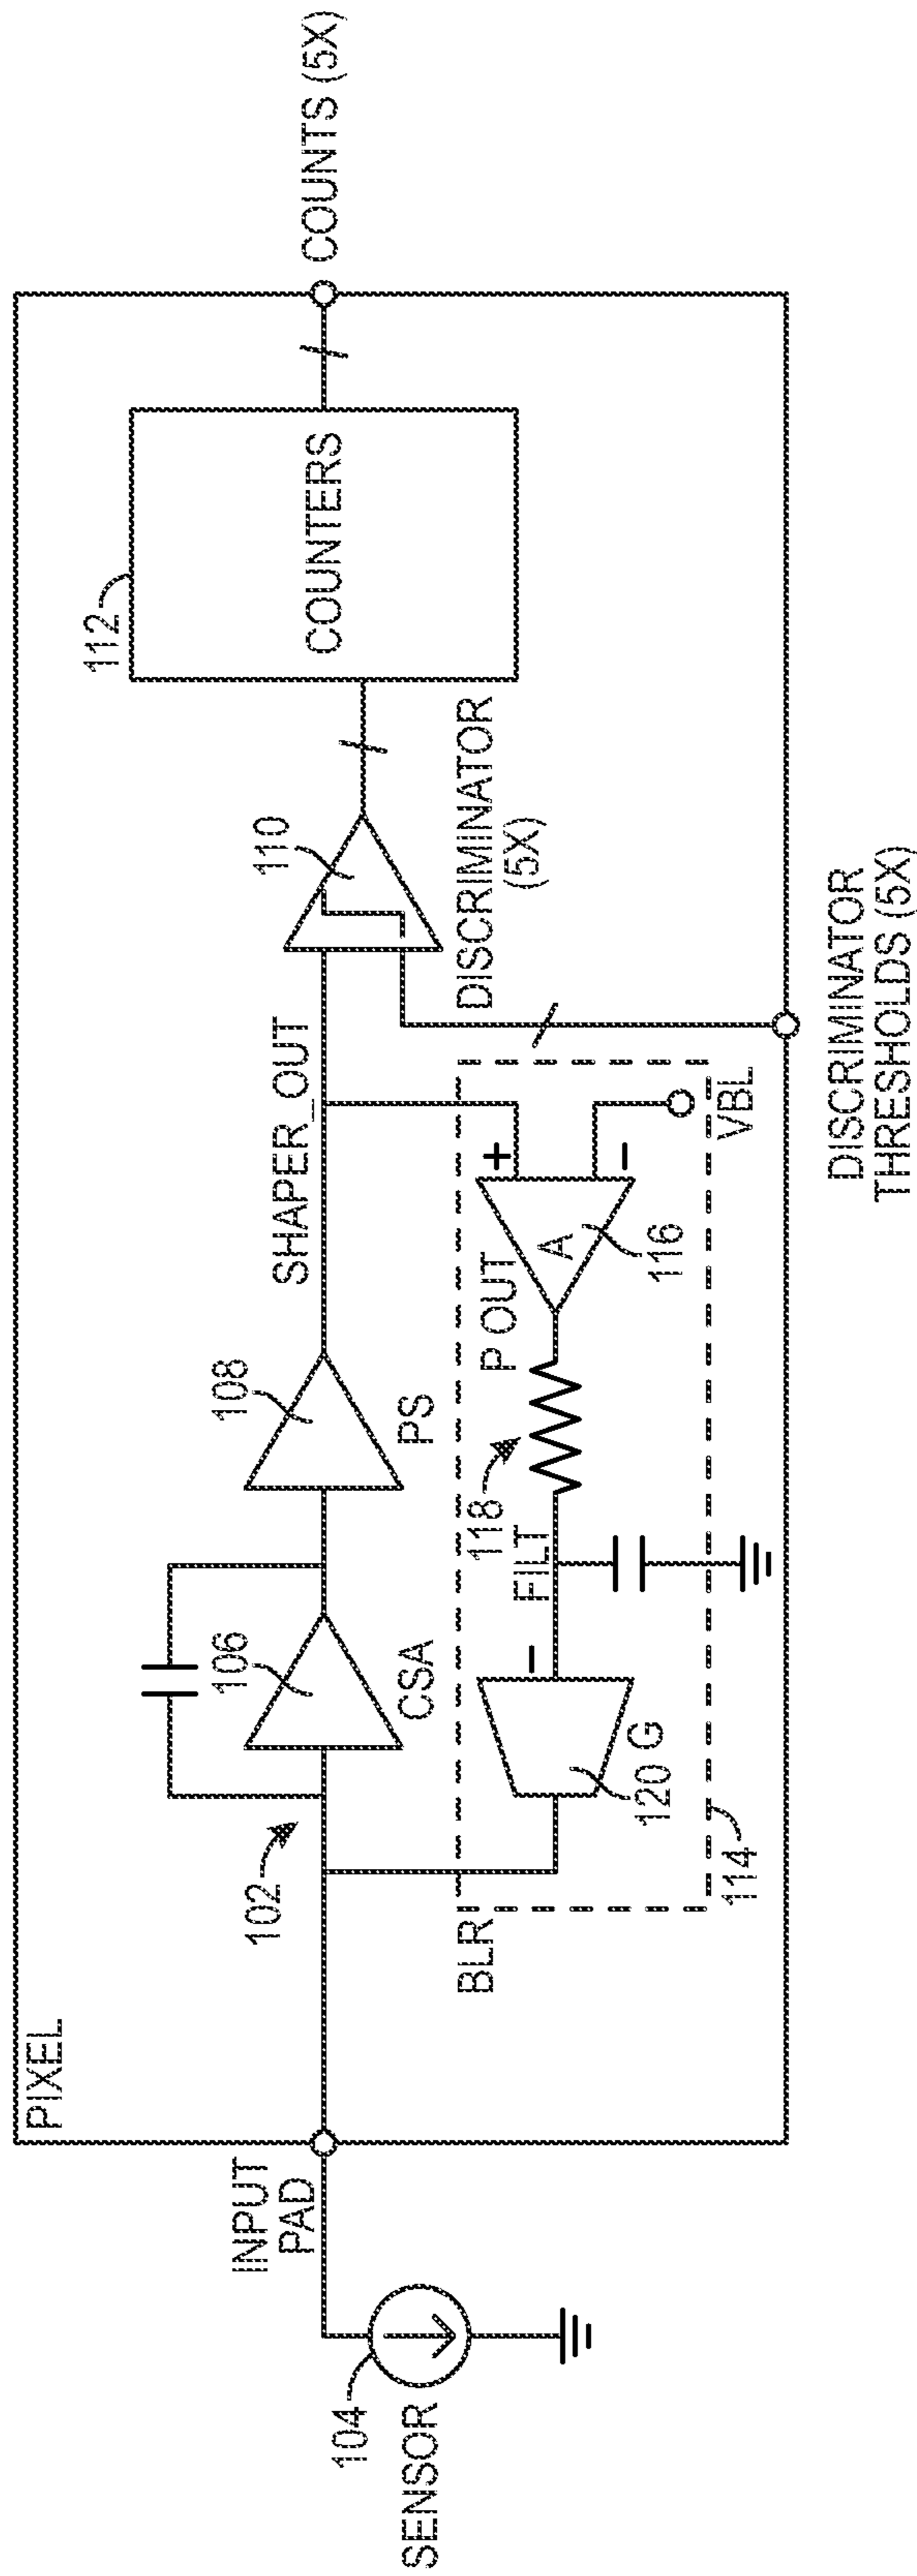 PIXEL
INPUT
PAD
104
SENSOR
102
106
CSA
108
PS
SHAPER_OUT
110
DISCRIMINATOR
(5X)
112
COUNTERS
COUNTS (5X)
BLR
120
G
−
FILT
118
P OUT
A
116
+
−
VBL
114
DISCRIMINATOR
THRESHOLDS (5X)